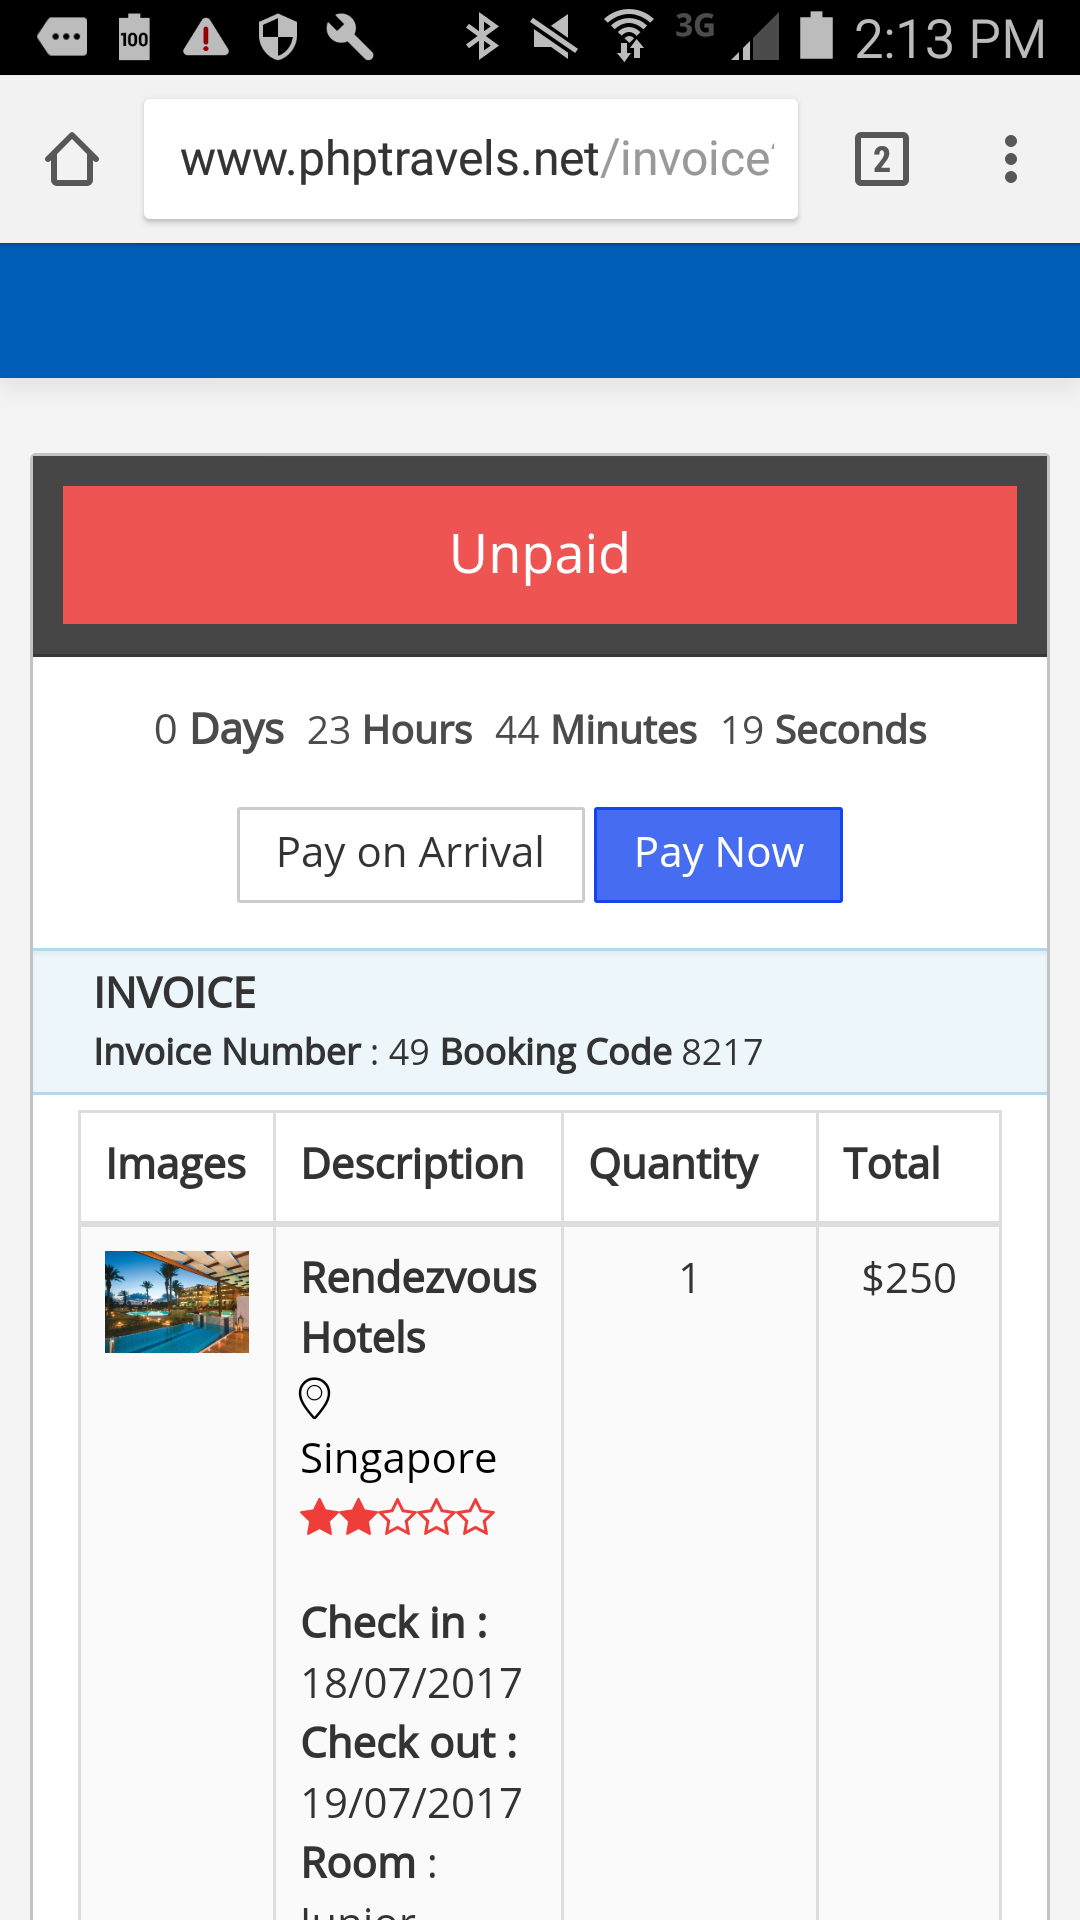 100 3G 2:13 PM
www.phptravels.net/invoice
2
Unpaid
0 Days 23 Hours 44 Minutes 19 Seconds
Pay on Arrival Pay Now
INVOICE
Invoice Number : 49 Booking Code 8217
Images Description Quantity Total
Rendezvous 1 $250
Hotels
Singapore
Check in :
18/07/2017
Check out :
19/07/2017
Room :
Junior